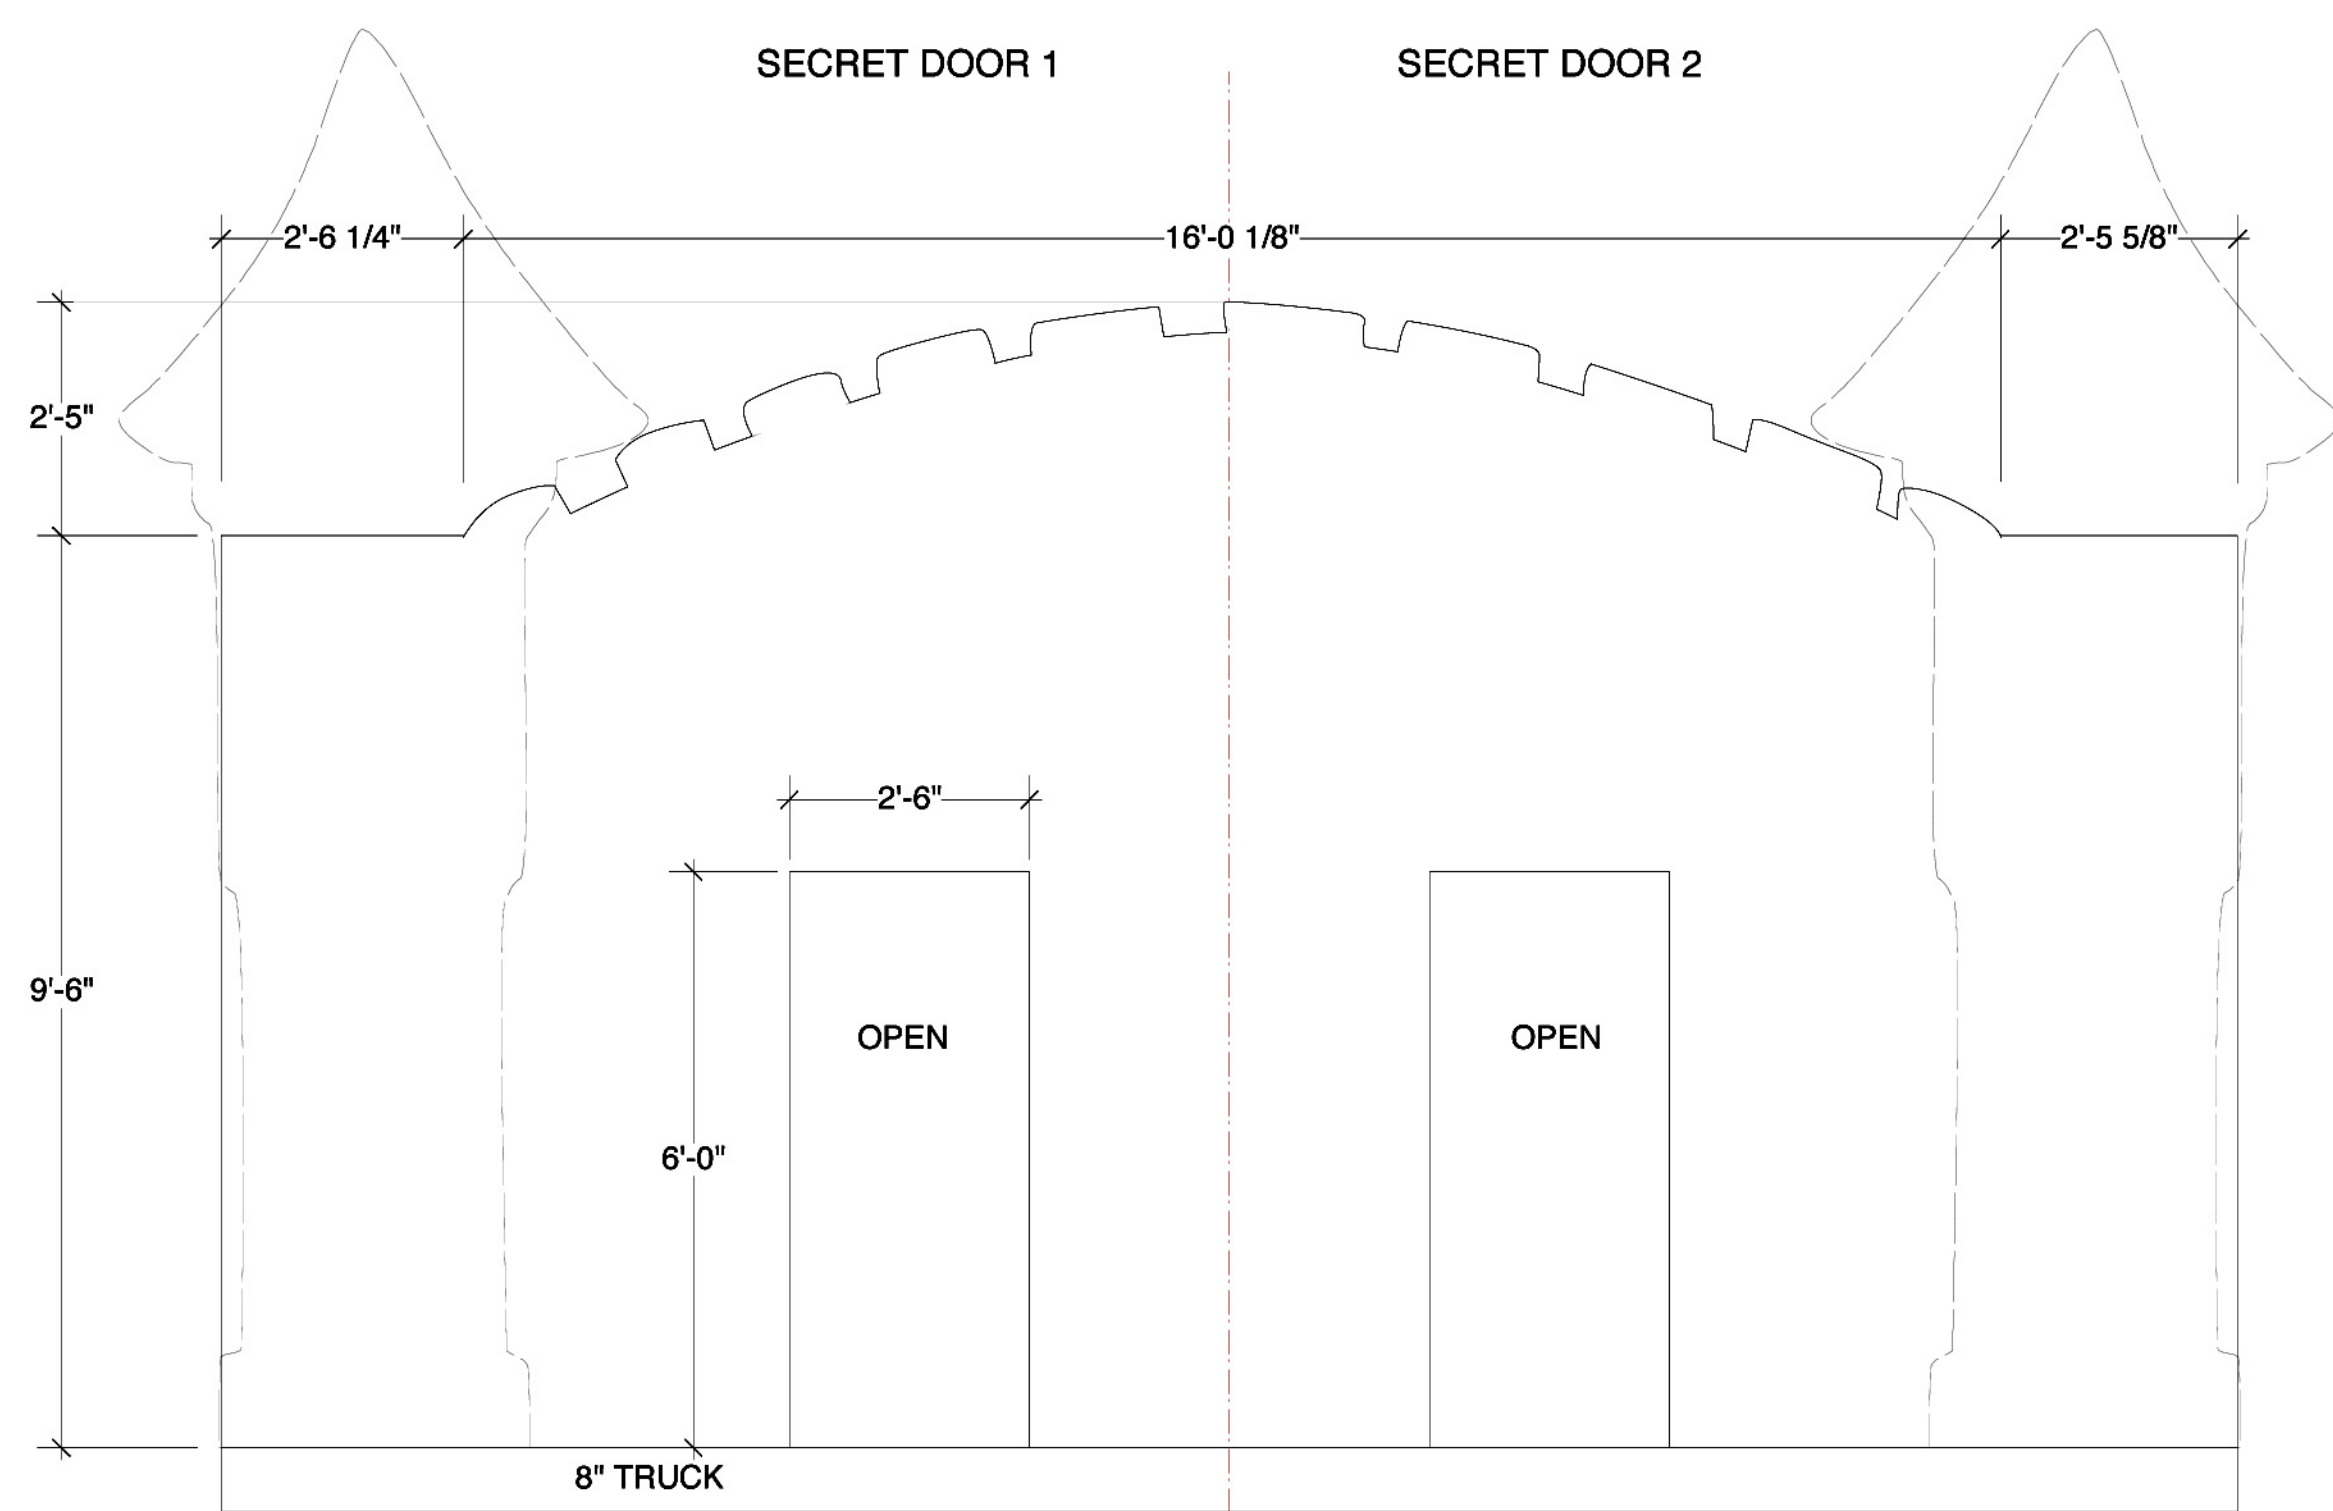 SECRET DOOR 1
SECRET DOOR 2
2'-6 1/4"
16'-0 1/8"
2'-5 5/8"
2'-5"
2'-6"
9'-6"
OPEN
OPEN
6'-0"
8" TRUCK